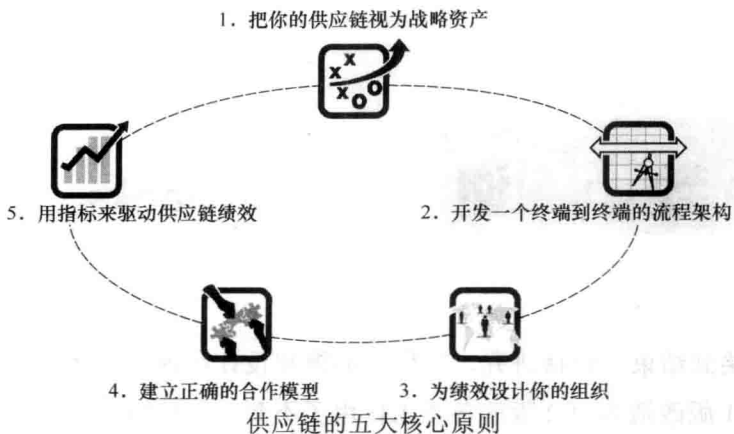 1．把你的供应链视为战略资产
X X
X O O
5．用指标来驱动供应链绩效
2．开发一个终端到终端的流程架构
4．建立正确的合作模型
3．为绩效设计你的组织
供应链的五大核心原则